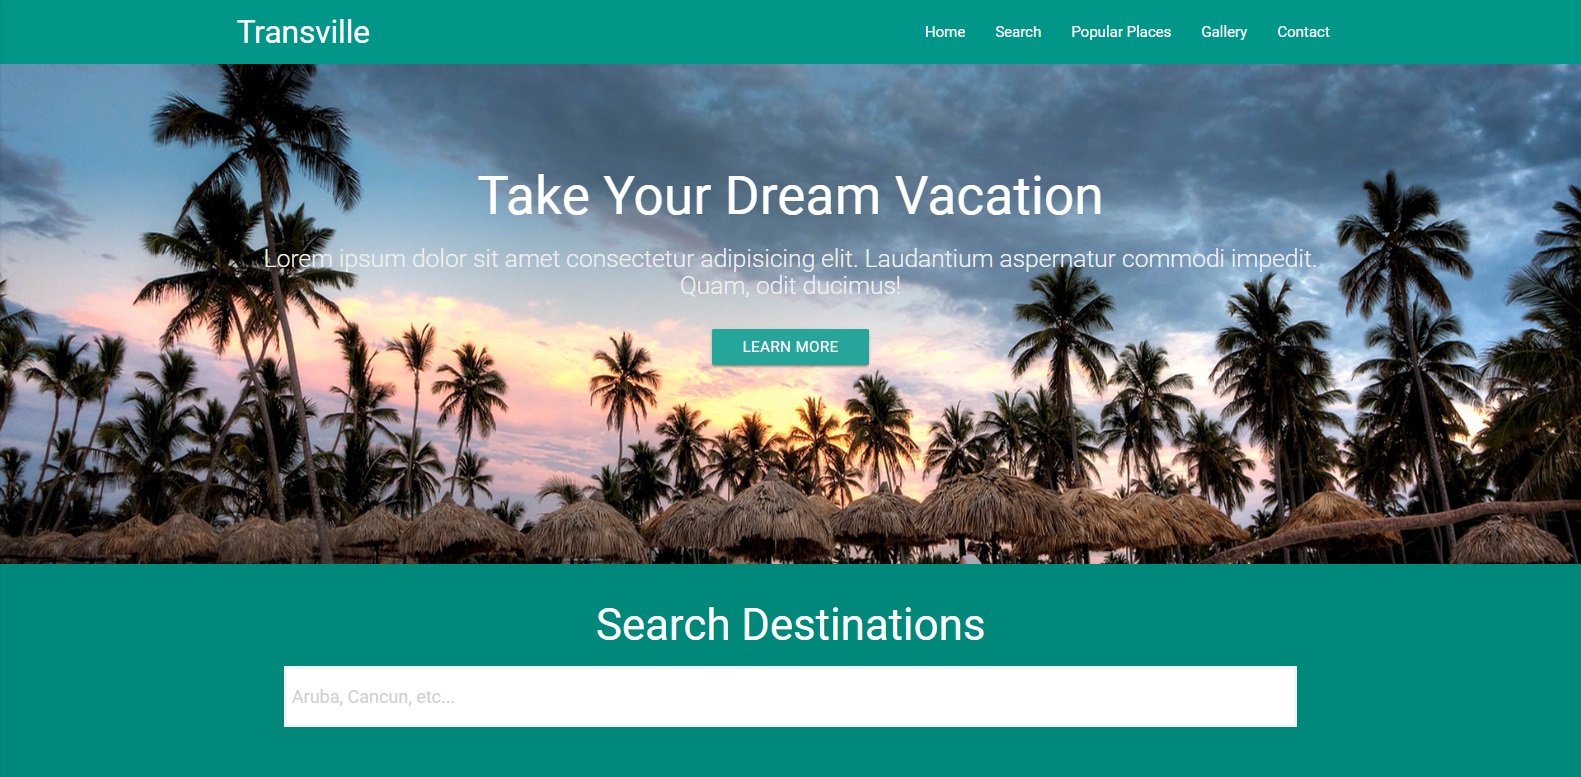 Transville
Home Search Popular Places Gallery Contact
Take Your Dream Vacation
Lorem ipsum dolor sit amet consectetur adipisicing elit. Laudantium aspernatur commodi impedit.
Quam, odit ducimus!
LEARN MORE
Search Destinations
Aruba, Cancun, etc...